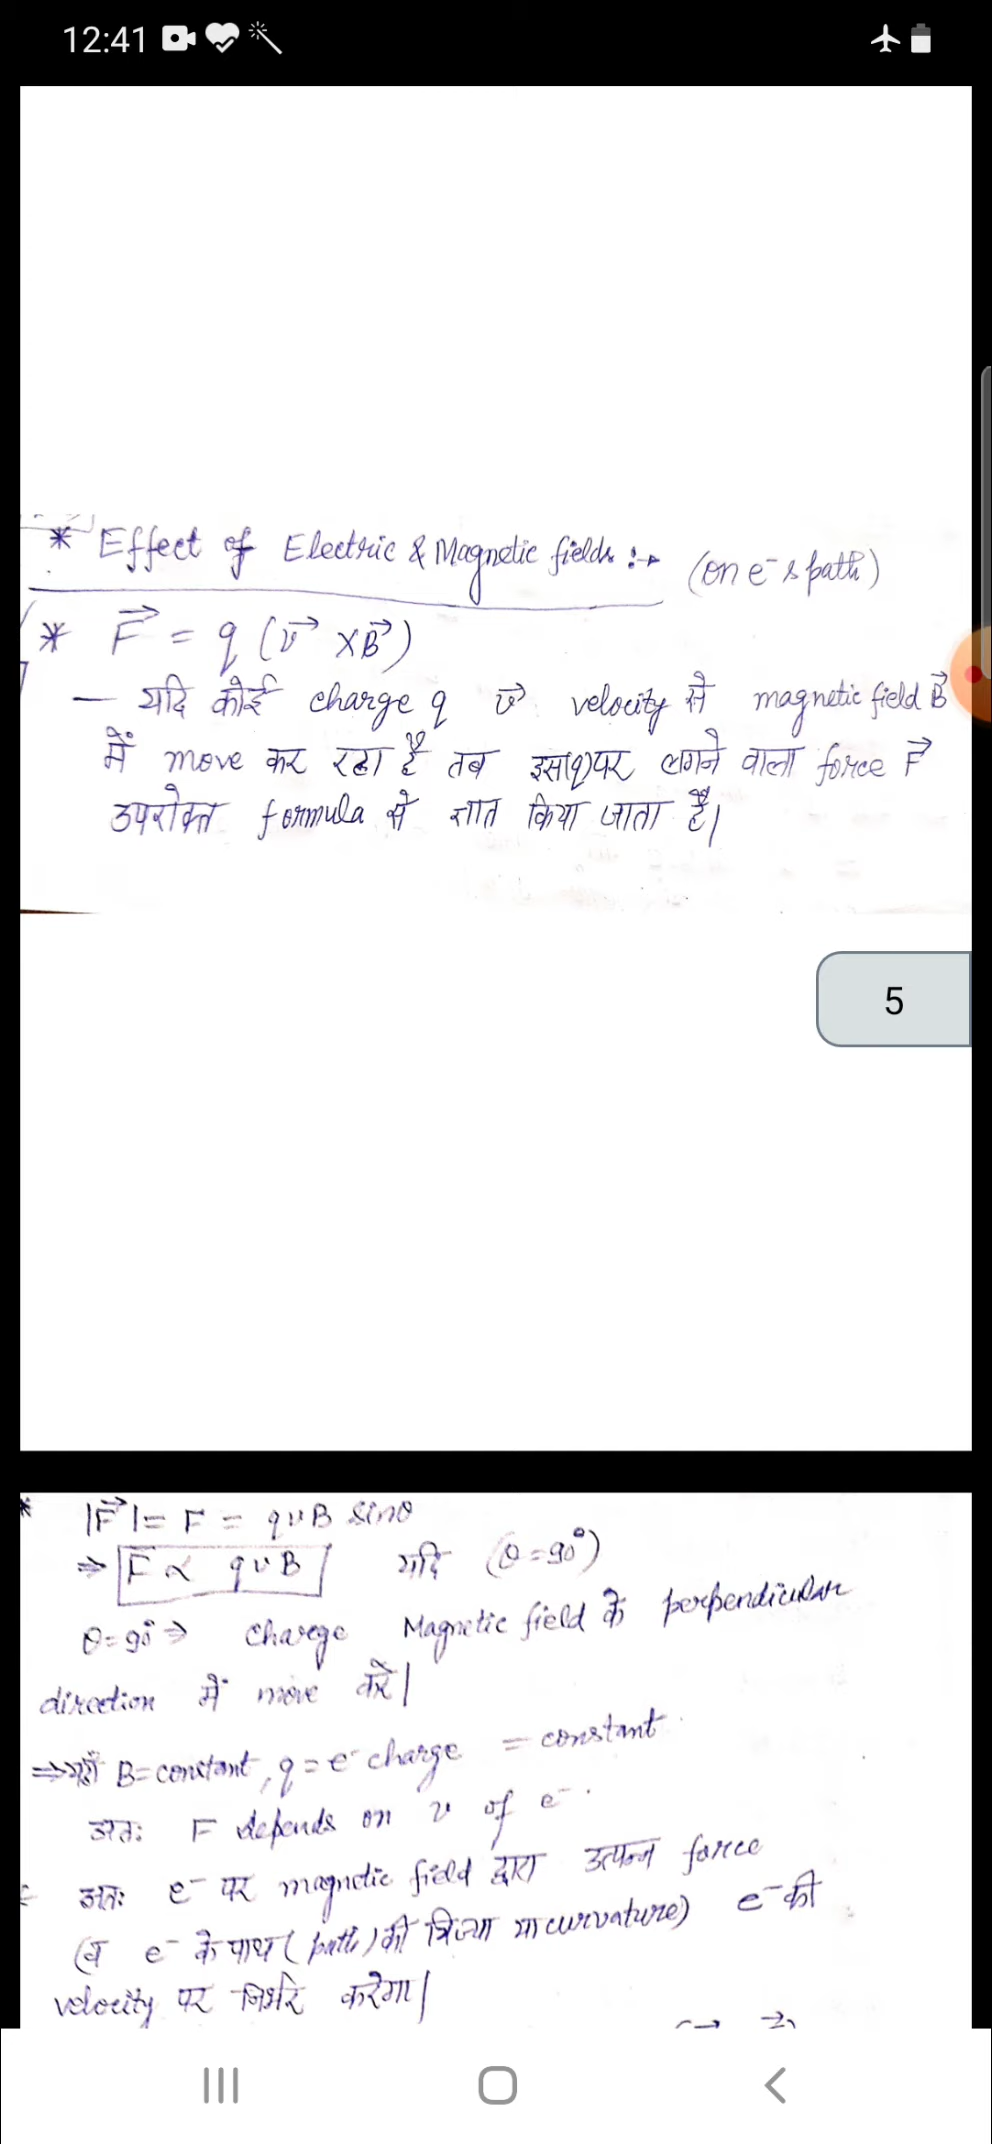 12:41
* Effect of Electric & Magnetic fields :→ (on e⁻s path)
* F⃗ = q (v⃗ × B⃗)
— यदि कोई charge q v⃗ velocity से magnetic field B⃗
में move कर रहा है तब इस(q)पर लगने वाला force F⃗
उपरोक्त formula से ज्ञात किया जाता है।
5
* |F⃗| = F = qvB sinθ
⇒ F ∝ qvB यदि (θ = 90°)
θ = 90° ⇒ charge Magnetic field के perpendicular
direction में move करे।
⇒ यहाँ B = constant, q = e⁻ charge = constant
अतः F depends on v of e⁻.
अतः e⁻ पर magnetic field द्वारा उत्पन्न force
(व e⁻ के पाथ (path) की त्रिज्या या curvature) e⁻ की
velocity पर निर्भर करेगा।